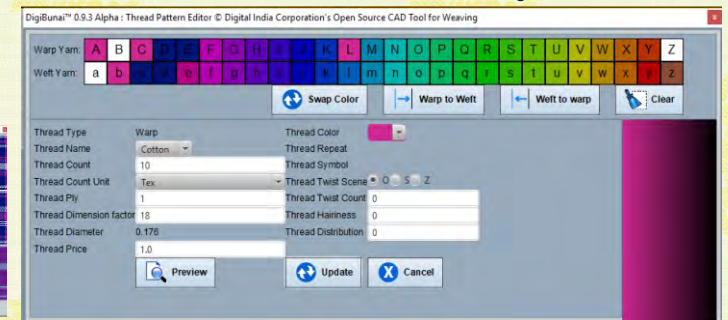 DigiBunai™ 0.9.3 Alpha : Thread Pattern Editor © Digital India Corporation's Open Source CAD Tool for Weaving
Warp Yarn: A B C D E F G H I J K L M N O P Q R S T U V W X Y Z
Weft Yarn: a b c d e f g h i j k l m n o p q r s t u v w x y z
Swap Color Warp to Weft Weft to warp Clear
Thread Type Warp Thread Color
Thread Name Cotton Thread Repeat
Thread Count 10 Thread Symbol
Thread Count Unit Tex Thread Twist Scene O S Z
Thread Ply 1 Thread Twist Count 0
Thread Dimension factor 18 Thread Hairiness 0
Thread Diameter 0.176 Thread Distribution 0
Thread Price 1.0
Preview Update Cancel